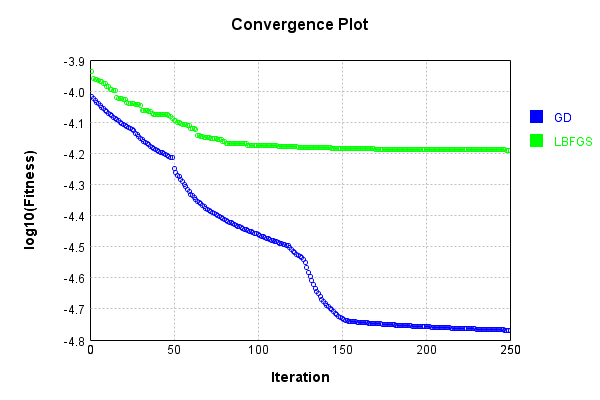 Convergence Plot
-3.9
-4.0
-4.1
-4.2
-4.3
-4.4
-4.5
-4.6
-4.7
-4.8
log10(Fitness)
0 50 100 150 200 250
Iteration
GD
LBFGS